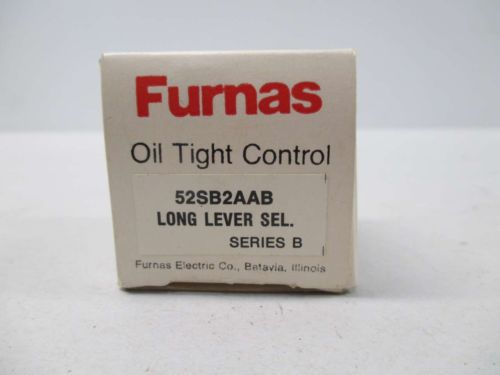 Furnas
Oil Tight Control
52SB2AAB
LONG LEVER SEL.
SERIES B
Furnas Electric Co., Batavia, Illinois